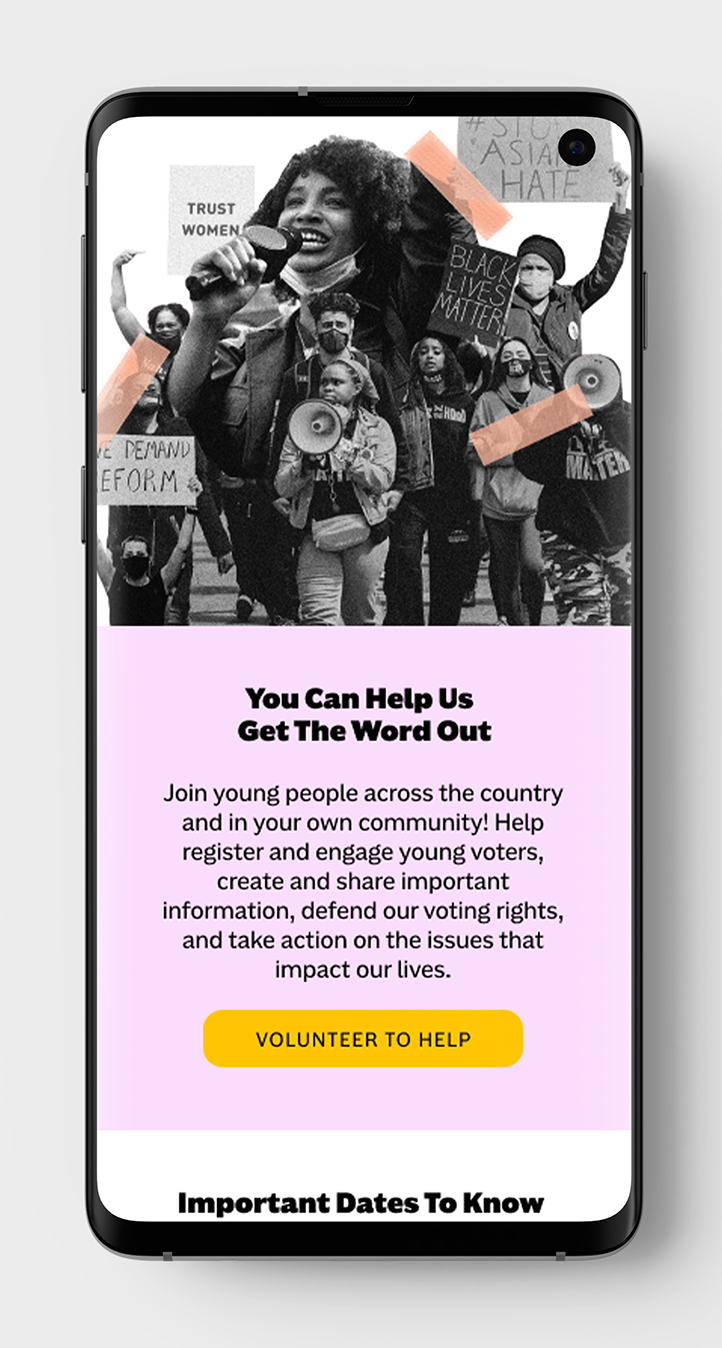 #STOP
ASIAN
HATE
TRUST
WOMEN
BLACK
LIVES
MATTER
WE DEMAND
REFORM
MATTER
You Can Help Us
Get The Word Out
Join young people across the country
and in your own community! Help
register and engage young voters,
create and share important
information, defend our voting rights,
and take action on the issues that
impact our lives.
VOLUNTEER TO HELP
Important Dates To Know